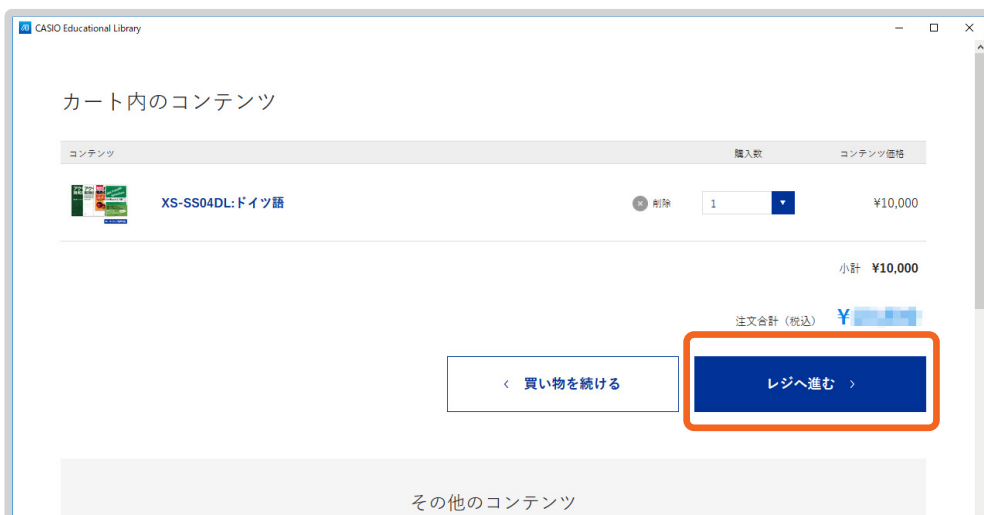 CASIO Educational Library
カート内のコンテンツ
コンテンツ 購入数 コンテンツ価格
XS-SS04DL:ドイツ語 削除 1 ¥10,000
小計 ¥10,000
注文合計（税込） ¥
買い物を続ける レジへ進む
その他のコンテンツ